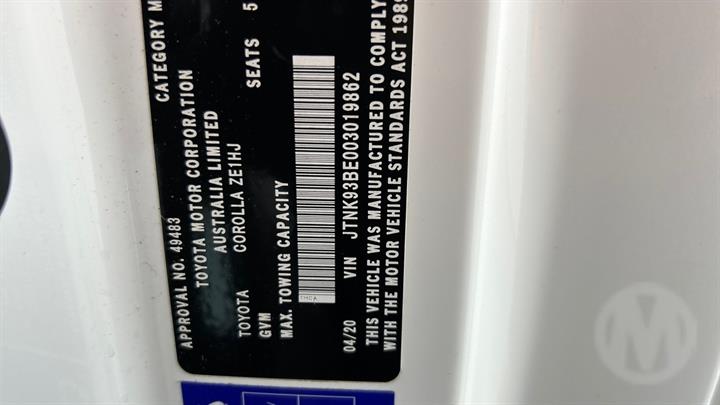 APPROVAL NO. 49483 CATEGORY M
TOYOTA MOTOR CORPORATION
AUSTRALIA LIMITED
TOYOTA COROLLA ZE1HJ SEATS 5
GVM
MAX. TOWING CAPACITY
THCA
04/20 VIN JTNK93BE003019862
THIS VEHICLE WAS MANUFACTURED TO COMPLY
WITH THE MOTOR VEHICLE STANDARDS ACT 1989
M